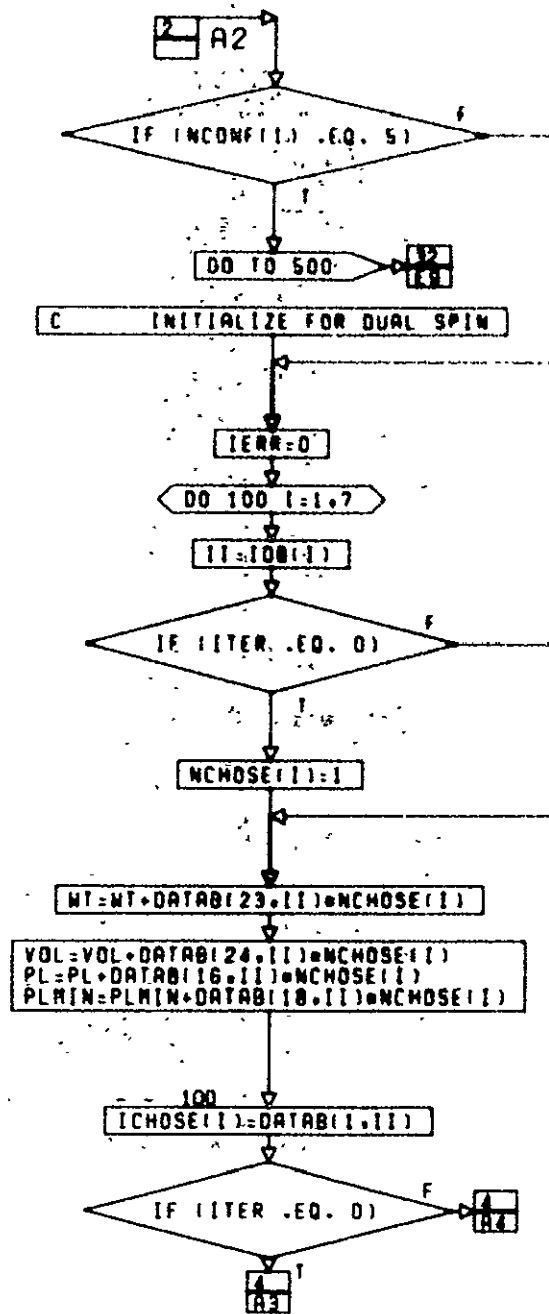 2
A2
IF (NCONF(I) .EQ. 5)
F
T
DO TO 500
E9
C INITIALIZE FOR DUAL SPIN
IERR=0
DO 100 I=1,7
II=IOB(I)
IF (ITER .EQ. 0)
F
T
NCHOSE(I)=1
WT=WT+DATAB(23,II)*NCHOSE(I)
VOL=VOL+DATAB(24,II)*NCHOSE(I)
PL=PL+DATAB(16,II)*NCHOSE(I)
PLMIN=PLMIN+DATAB(18,II)*NCHOSE(I)
100
ICHOSE(I)=DATAB(1,II)
IF (ITER .EQ. 0)
F
4
A4
T
4
A3